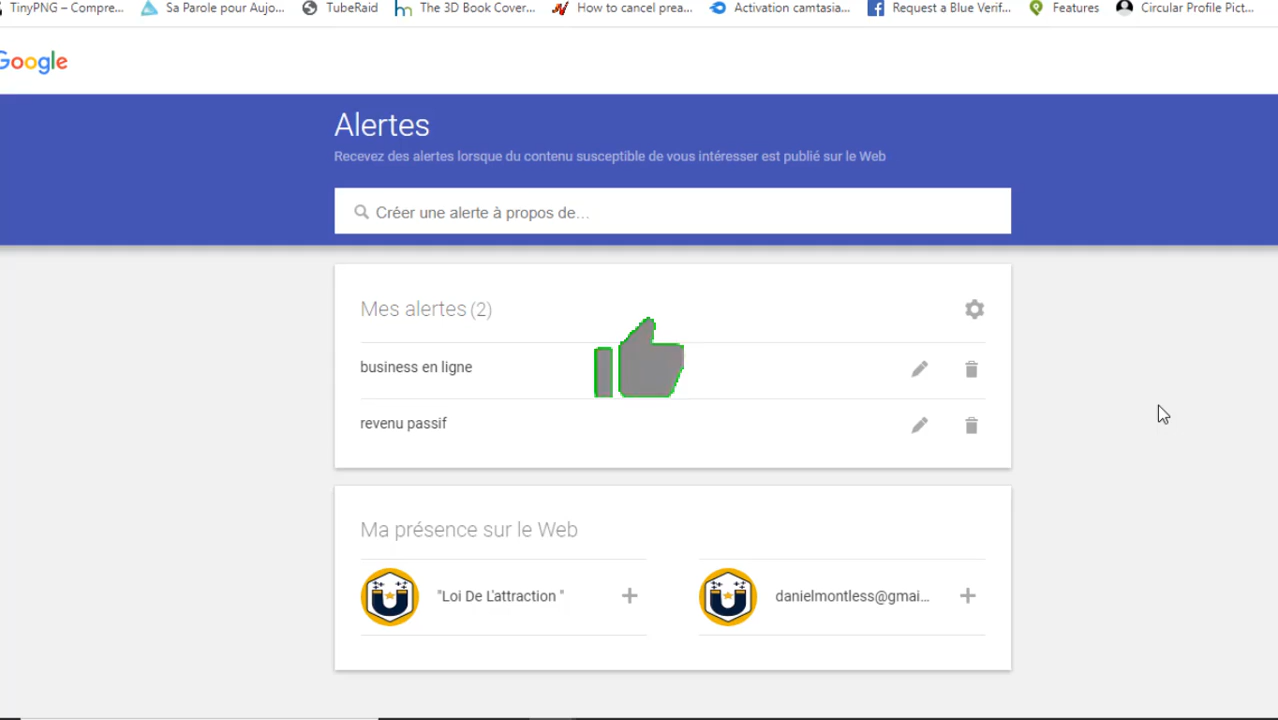 TinyPNG – Compre... Sa Parole pour Aujo... TubeRaid The 3D Book Cover... How to cancel prea... Activation camtasia... Request a Blue Verif... Features Circular Profile Pict...
Google
Alertes
Recevez des alertes lorsque du contenu susceptible de vous intéresser est publié sur le Web
Créer une alerte à propos de...
Mes alertes (2)
business en ligne
revenu passif
Ma présence sur le Web
"Loi De L'attraction " danielmontless@gmai...